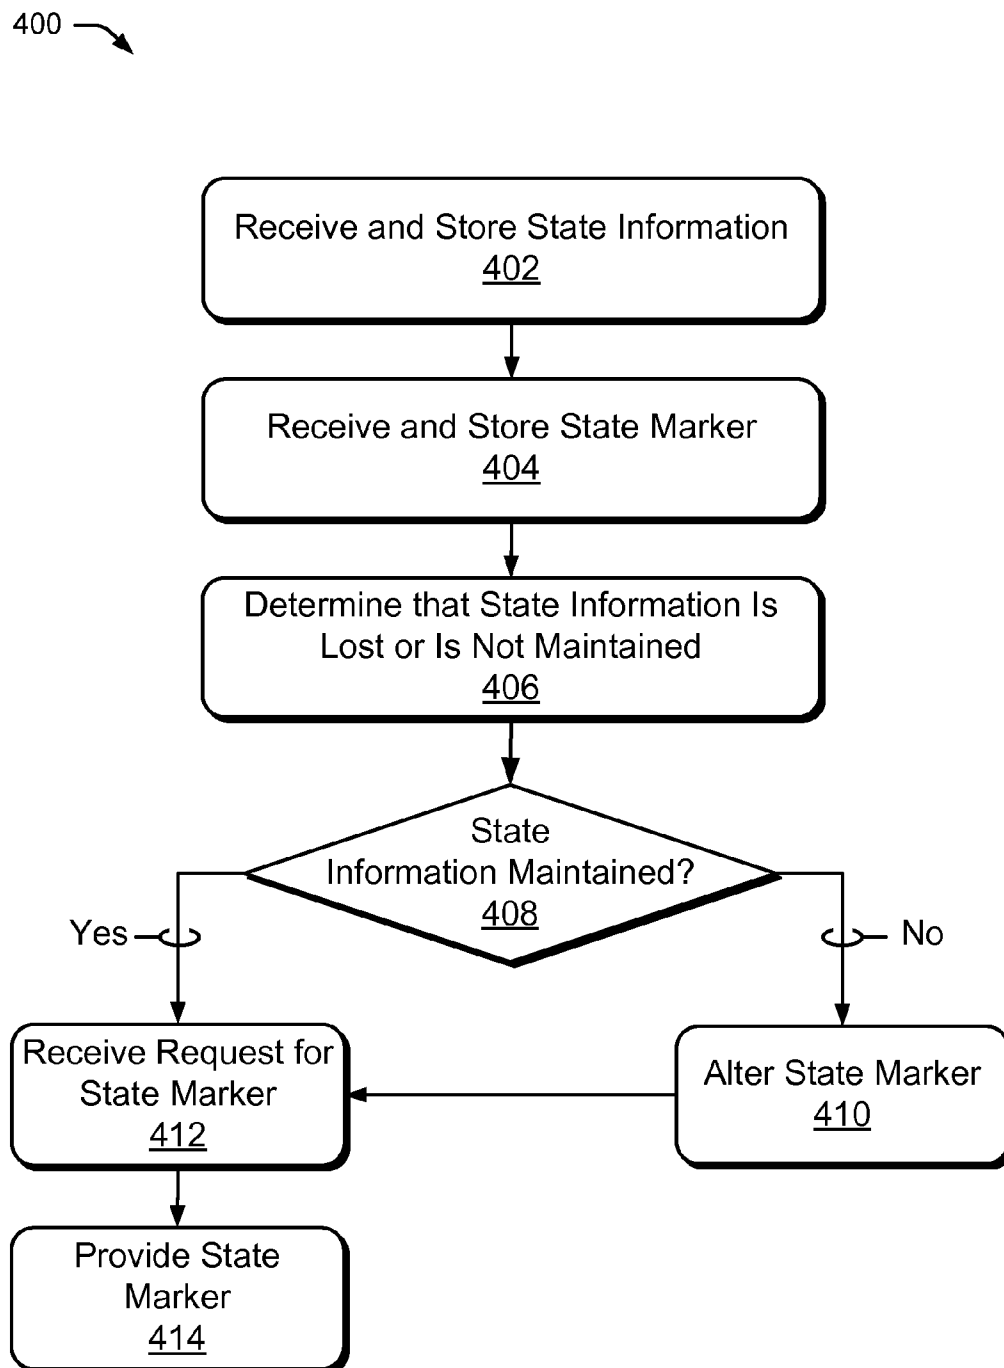 400
Receive and Store State Information
402
Receive and Store State Marker
404
Determine that State Information Is
Lost or Is Not Maintained
406
State
Information Maintained?
408
Yes
No
Receive Request for
State Marker
412
Alter State Marker
410
Provide State
Marker
414